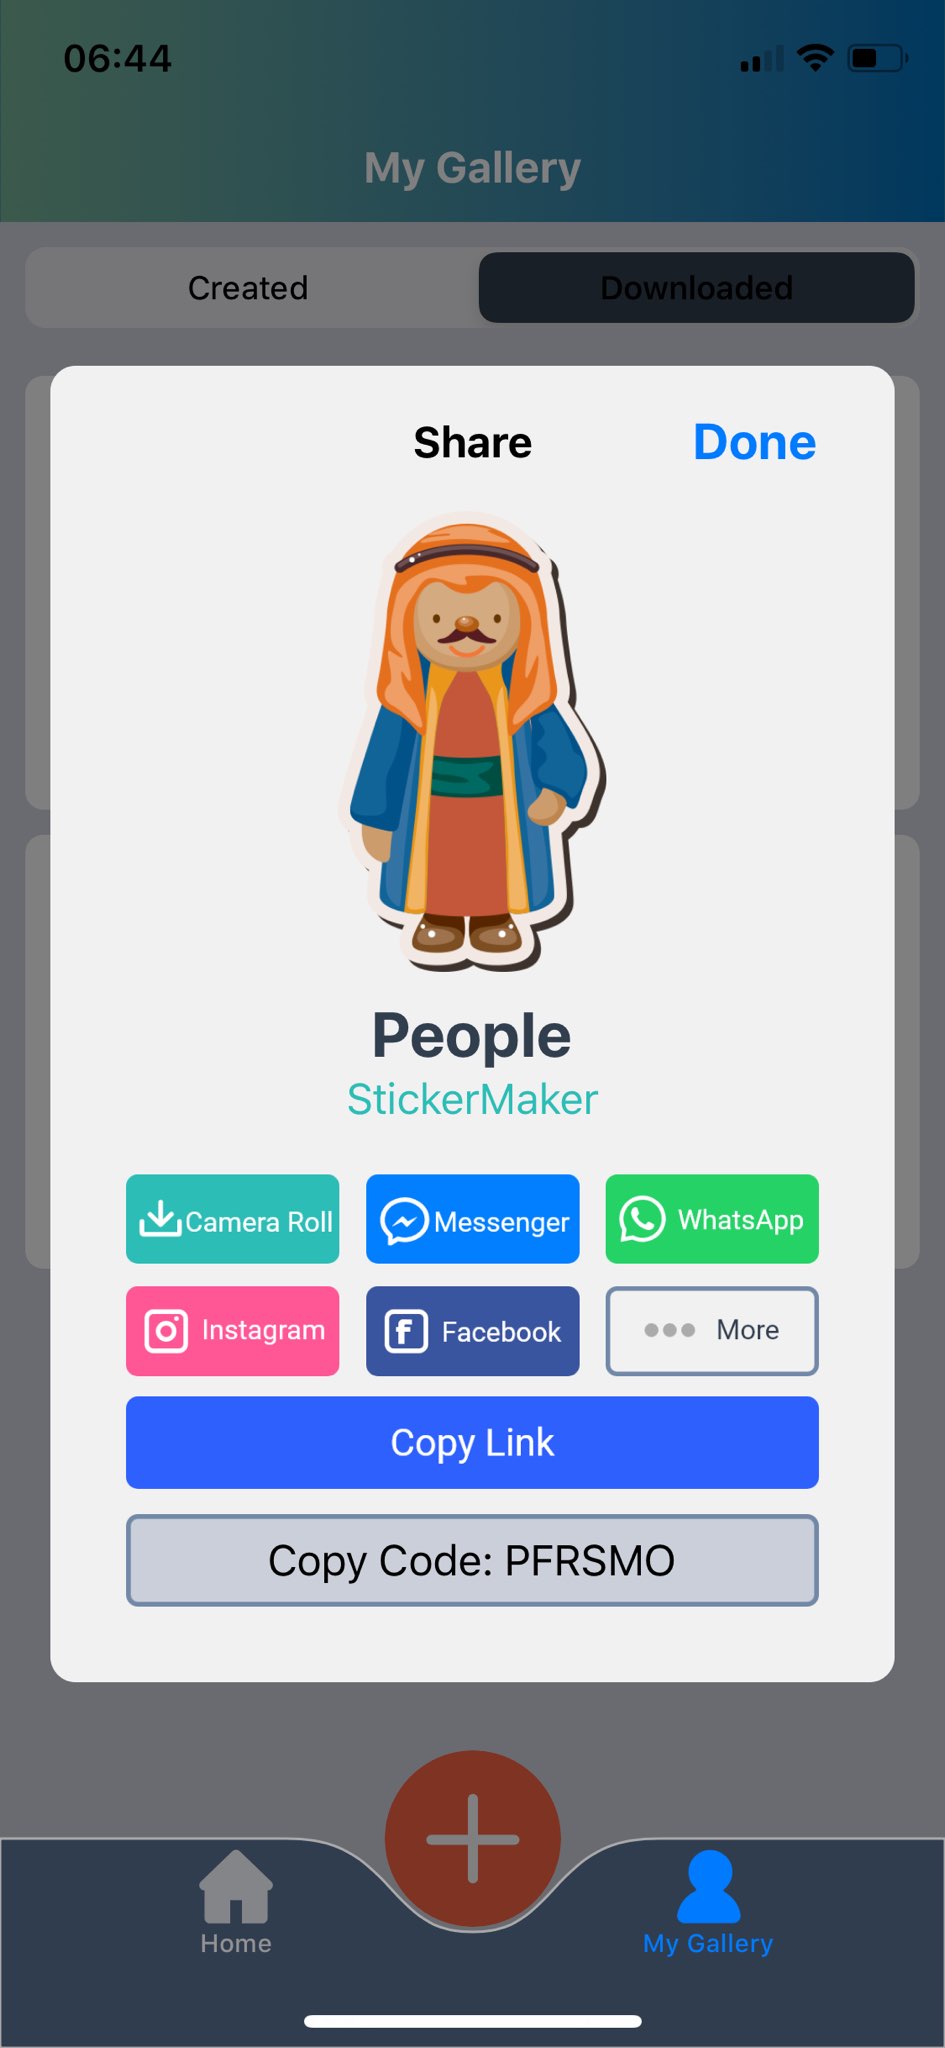 06:44
My Gallery
Created
Downloaded
Share
Done
People
StickerMaker
Camera Roll
Messenger
WhatsApp
Instagram
Facebook
More
Copy Link
Copy Code: PFRSMO
Home
My Gallery